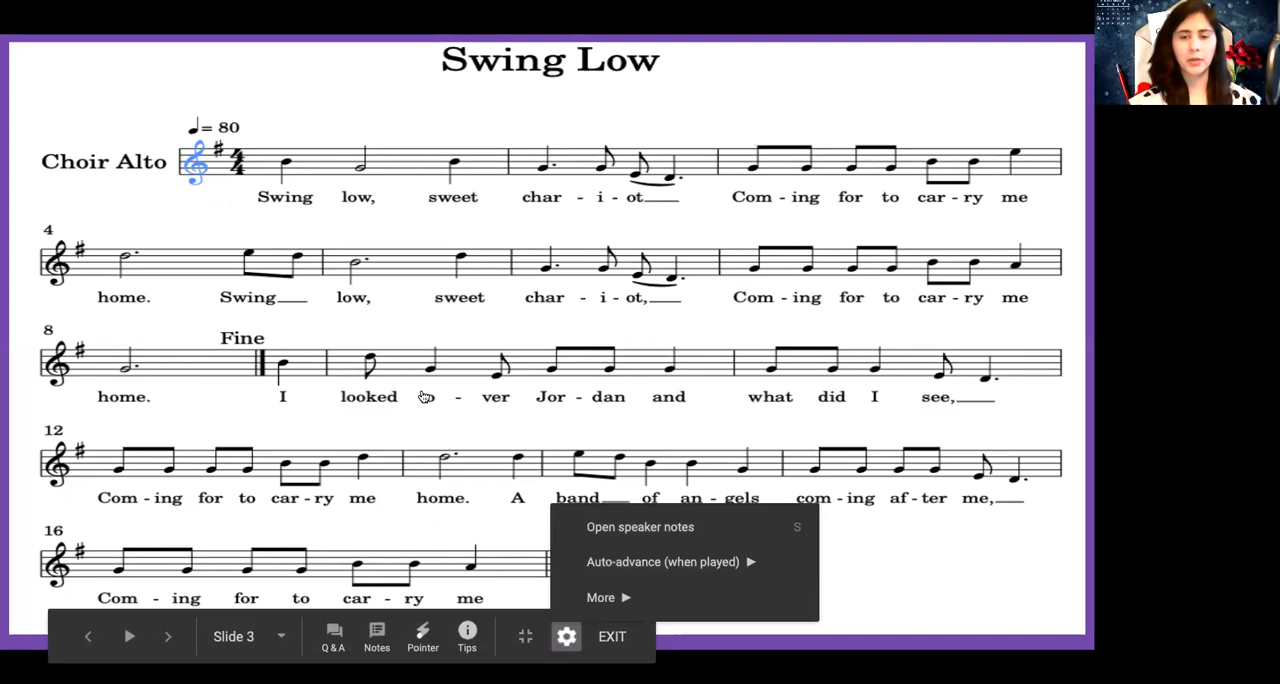 Swing Low
= 80
Choir Alto
Swing low, sweet char - i - ot Com - ing for to car - ry me
4
home. Swing low, sweet char - i - ot, Com - ing for to car - ry me
8
Fine
home. I looked o - ver Jor - dan and what did I see,
12
Com - ing for to car - ry me home. A band of an - gels com - ing af - ter me,
16
Com - ing for to car - ry me
Open speaker notes S
Auto-advance (when played)
More
Slide 3
Q & A Notes Pointer Tips
EXIT